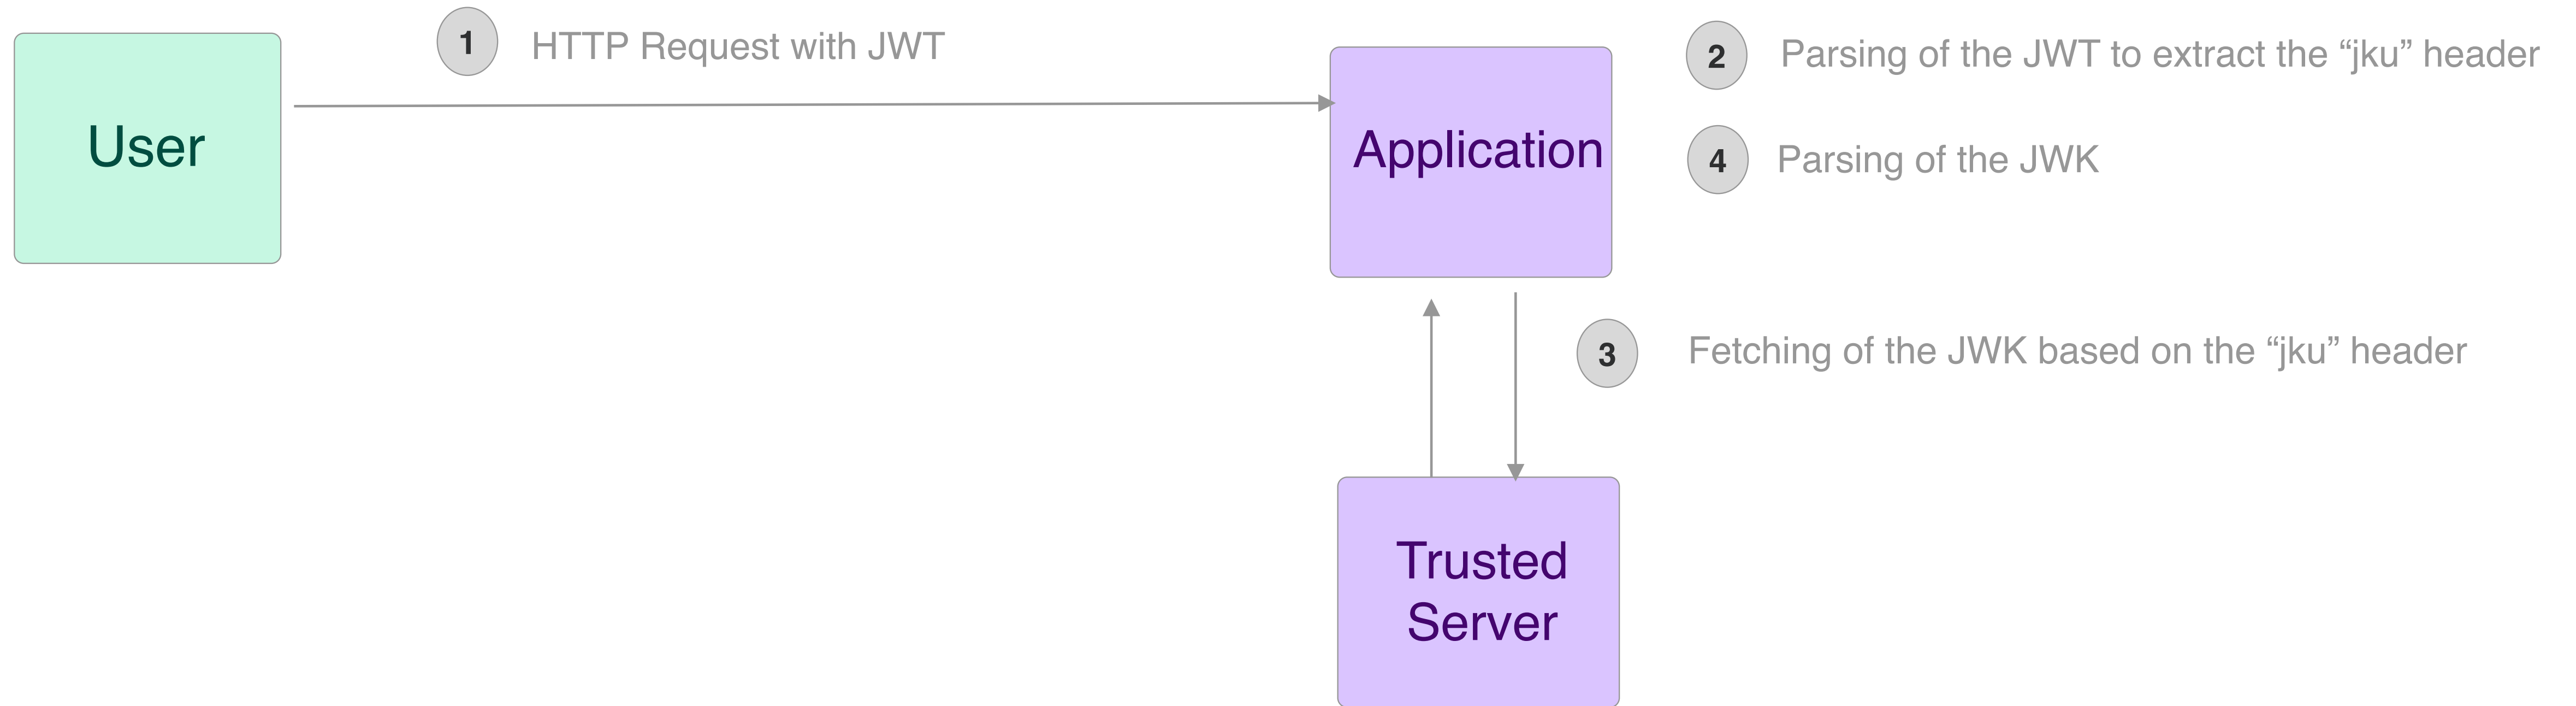 1
HTTP Request with JWT
2
Parsing of the JWT to extract the “jku” header
User
Application
4
Parsing of the JWK
3
Fetching of the JWK based on the “jku” header
Trusted
Server